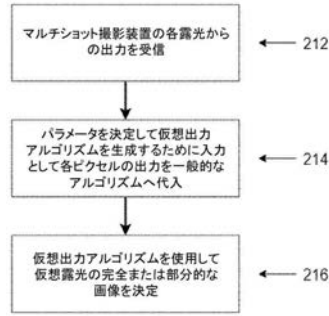 マルチショット撮影装置の各露光から
の出力を受信
212
パラメータを決定して仮想出力
アルゴリズムを生成するために入力
として各ピクセルの出力を一般的な
アルゴリズムへ代入
214
仮想出力アルゴリズムを使用して
仮想露光の完全または部分的な
画像を決定
216